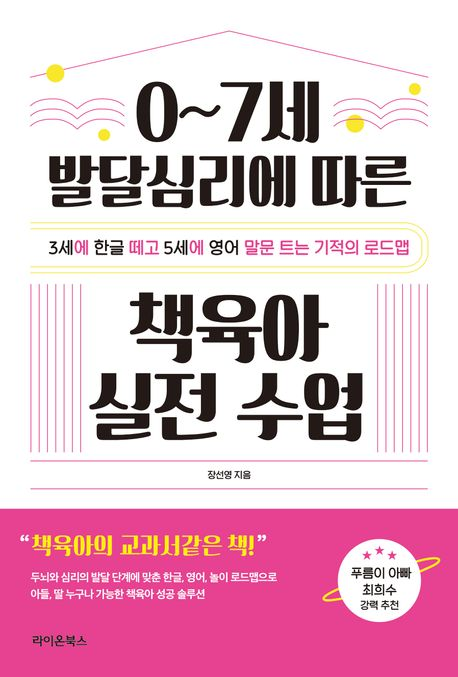 0~7세
발달심리에 따른
3세에 한글 떼고 5세에 영어 말문 트는 기적의 로드맵
책육아
실전 수업
장선영 지음
“책육아의 교과서같은 책!”
두뇌와 심리의 발달 단계에 맞춘 한글, 영어, 놀이 로드맵으로
아들, 딸 누구나 가능한 책육아 성공 솔루션
푸름이 아빠
최희수
강력 추천
라이온북스